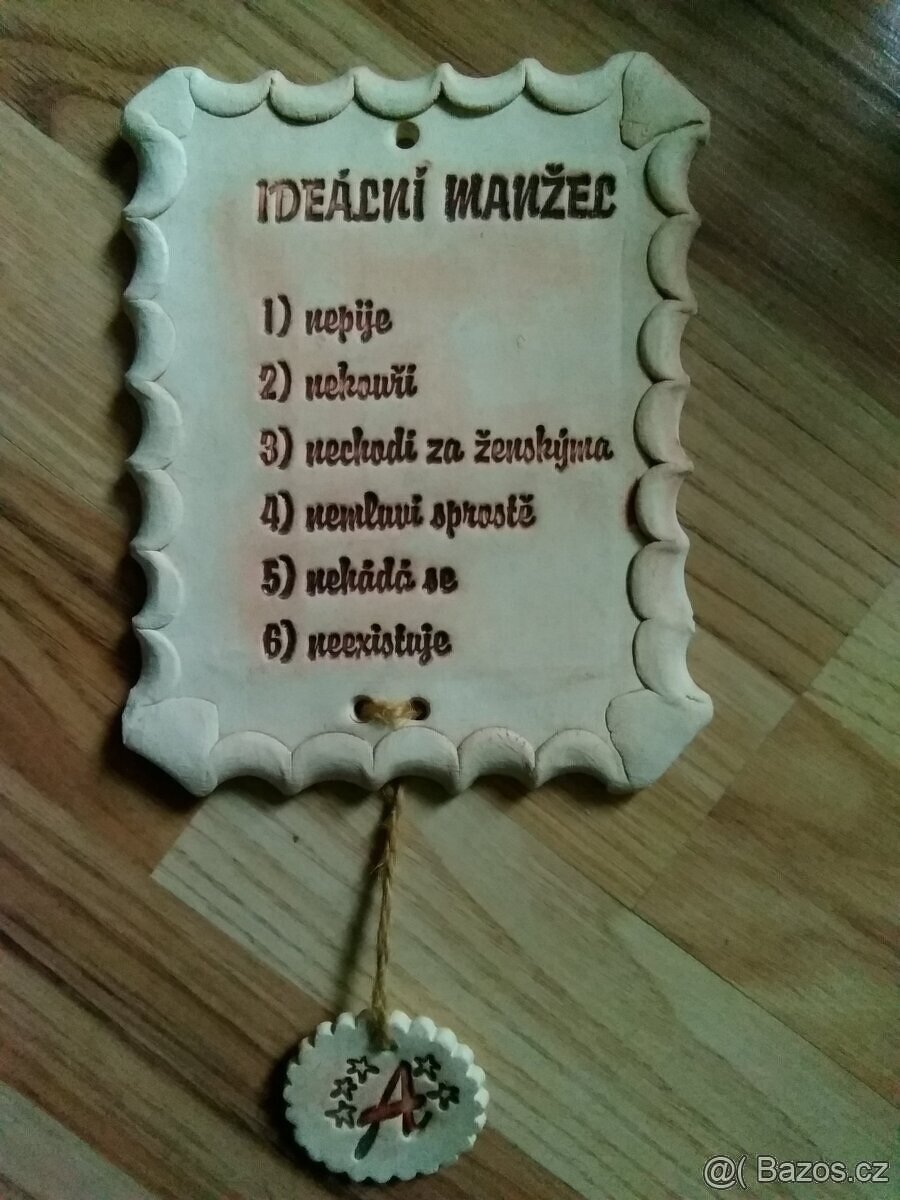 IDEÁLNÍ MANŽEL
1) nepije
2) nekouří
3) nechodí za ženskýma
4) nemluví sprostě
5) nehádá se
6) neexistuje
A
@( Bazos.cz